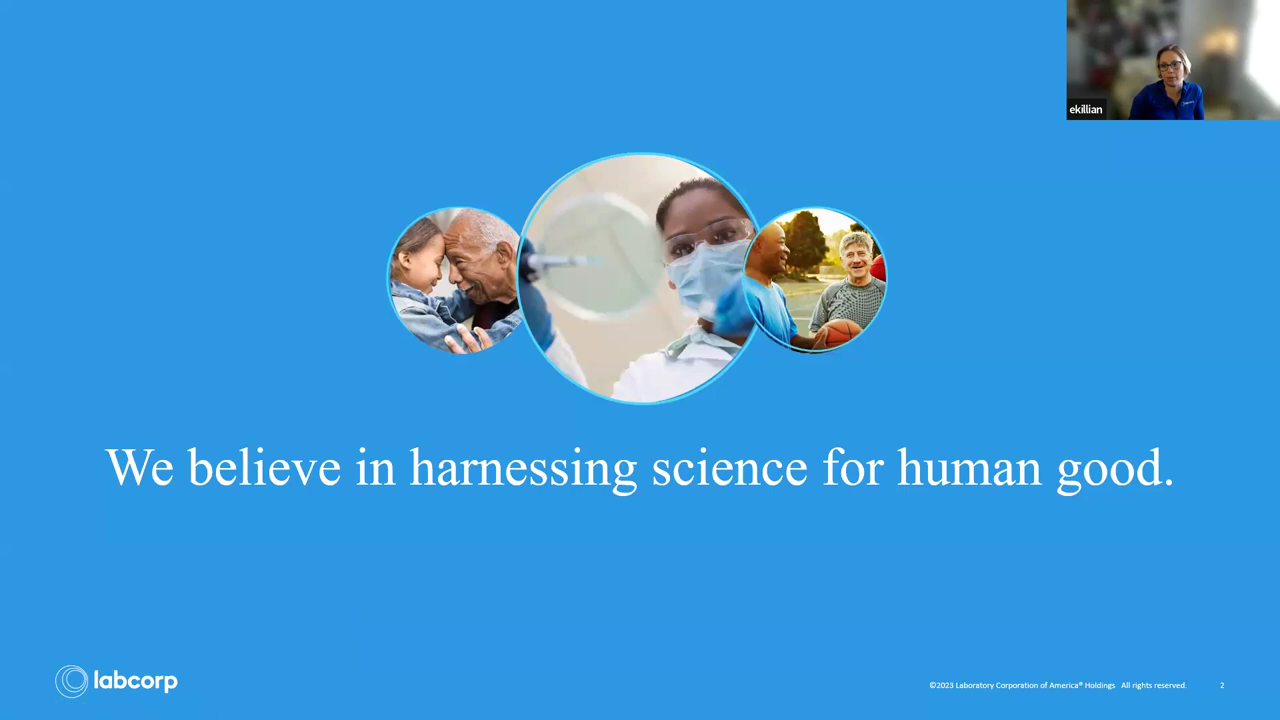 ekillian
We believe in harnessing science for human good.
labcorp
©2023 Laboratory Corporation of America® Holdings All rights reserved. 2